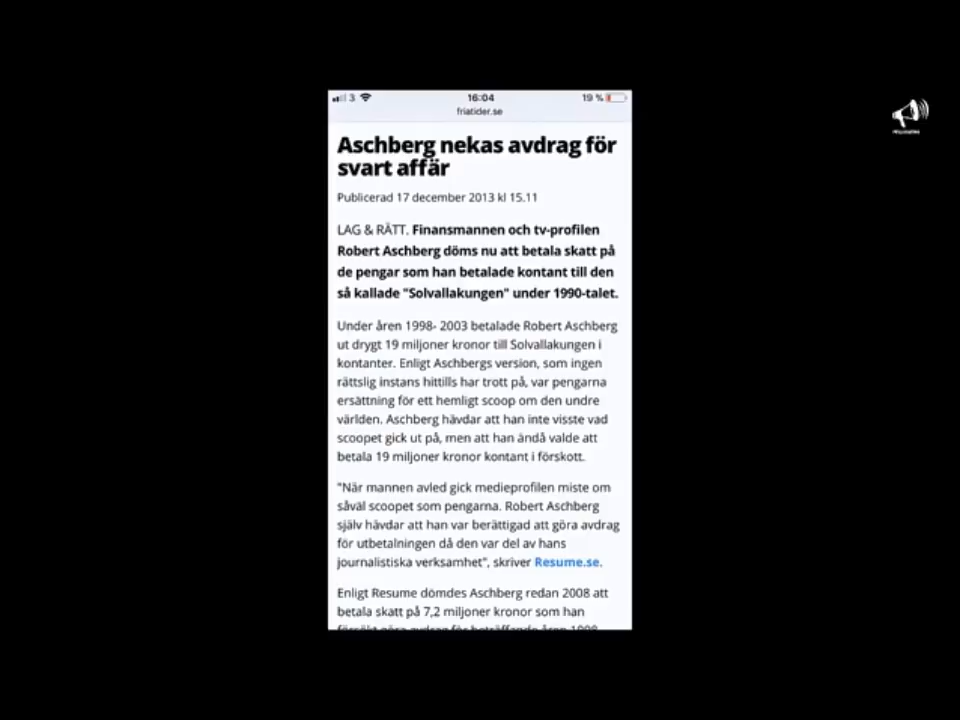 3
16:04
19 %
friatider.se
Aschberg nekas avdrag för
svart affär
Publicerad 17 december 2013 kl 15.11
LAG & RÄTT. Finansmannen och tv-profilen
Robert Aschberg döms nu att betala skatt på
de pengar som han betalade kontant till den
så kallade "Solvallakungen" under 1990-talet.
Under åren 1998- 2003 betalade Robert Aschberg
ut drygt 19 miljoner kronor till Solvallakungen i
kontanter. Enligt Aschbergs version, som ingen
rättslig instans hittills har trott på, var pengarna
ersättning för ett hemligt scoop om den undre
världen. Aschberg hävdar att han inte visste vad
scoopet gick ut på, men att han ändå valde att
betala 19 miljoner kronor kontant i förskott.
"När mannen avled gick medieprofilen miste om
såväl scoopet som pengarna. Robert Aschberg
själv hävdar att han var berättigad att göra avdrag
för utbetalningen då den var del av hans
journalistiska verksamhet", skriver Resume.se.
Enligt Resume dömdes Aschberg redan 2008 att
betala skatt på 7,2 miljoner kronor som han
försökt göra avdrag för beträffande åren 1998